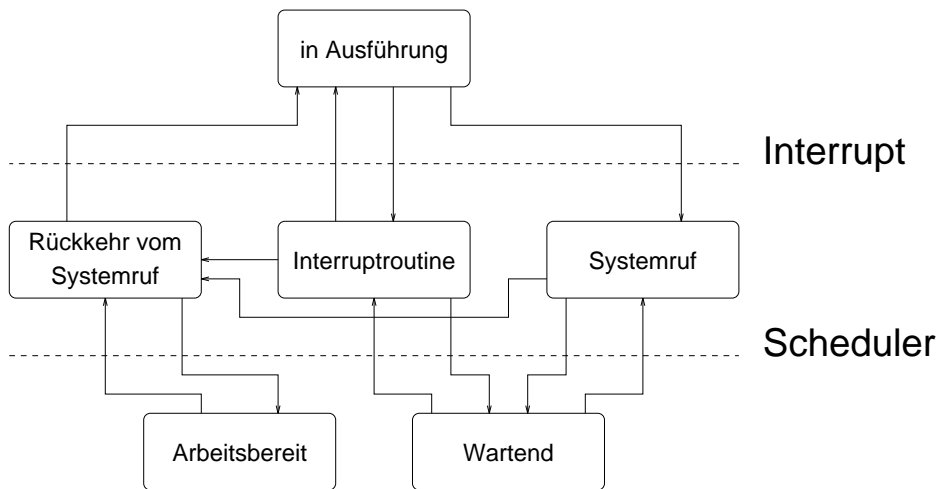 in Ausführung
Interrupt
Rückkehr vom
Systemruf
Interruptroutine
Systemruf
Scheduler
Arbeitsbereit
Wartend